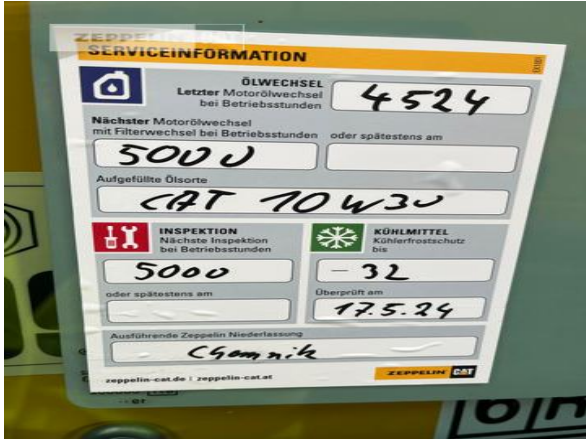 ZEPPELIN
SERVICEINFORMATION
ÖLWECHSEL
Letzter Motorölwechsel
bei Betriebsstunden
4524
Nächster Motorölwechsel
mit Filterwechsel bei Betriebsstunden
oder spätestens am
5000
Aufgefüllte Ölsorte
CAT 10W30
INSPEKTION
Nächste Inspektion
bei Betriebsstunden
5000
oder spätestens am
KÜHLMITTEL
Kühlerfrostschutz
bis
-32
Überprüft am
17.5.24
Ausführende Zeppelin Niederlassung
Chemnitz
zeppelin-cat.de | zeppelin-cat.at
ZEPPELIN CAT